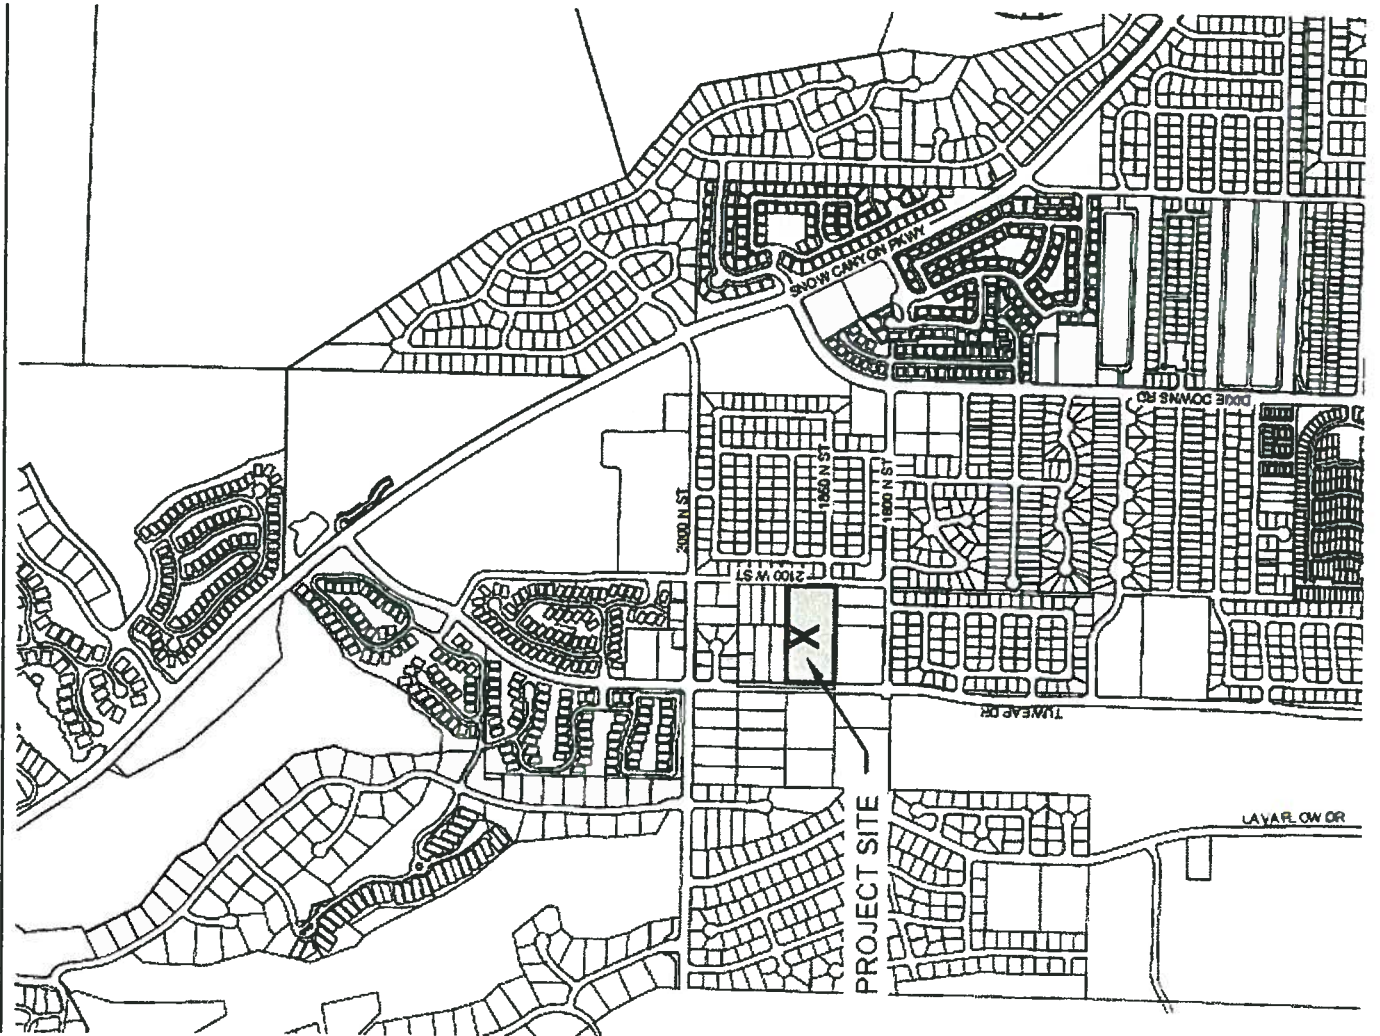 SNOW CANYON PKWY
DIXIE DOWNS RD
1850 N ST
1800 N ST
2000 N ST
2100 W ST
X
TUWEAP DR
PROJECT SITE
LAVA FLOW DR